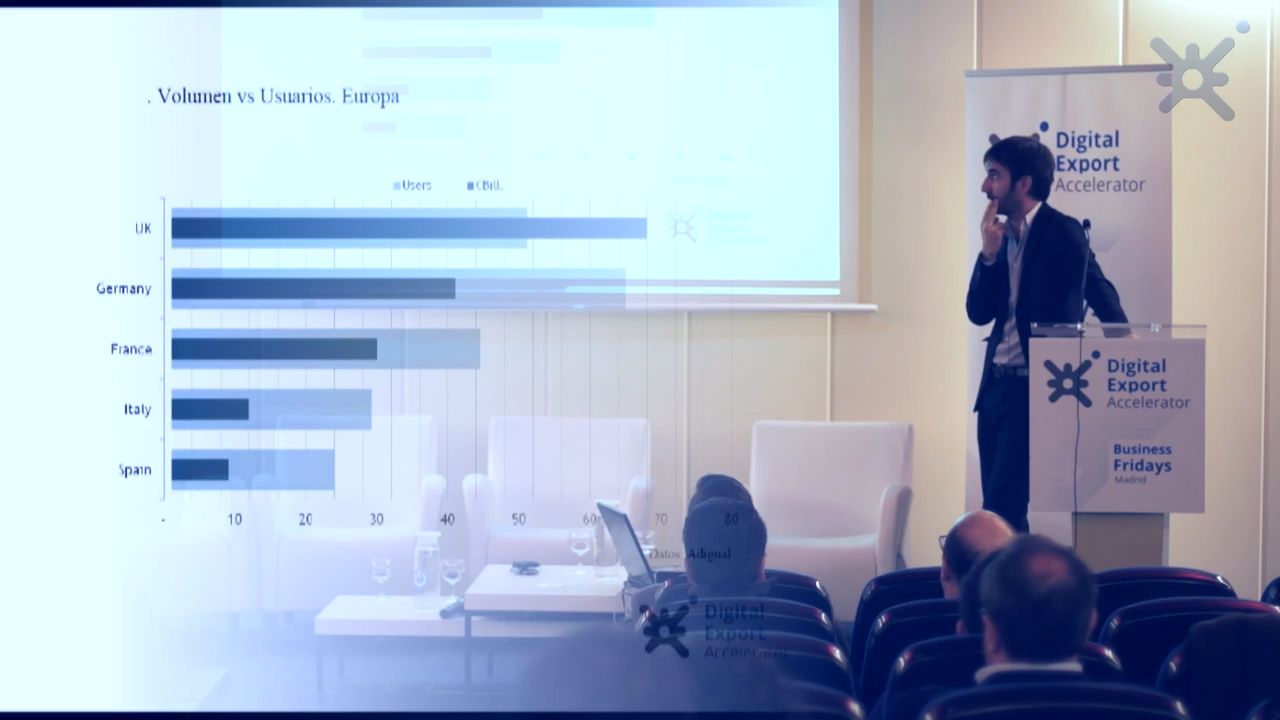 . Volumen vs Usuarios. Europa
Users
€Bill.
UK
Germany
France
Italy
Spain
-
10
20
30
40
50
60
70
80
Datos Adigital
Digital
Export
Accelerator
Digital
Export
Accelerator
Digital
Export
Accelerator
Business
Fridays
Madrid